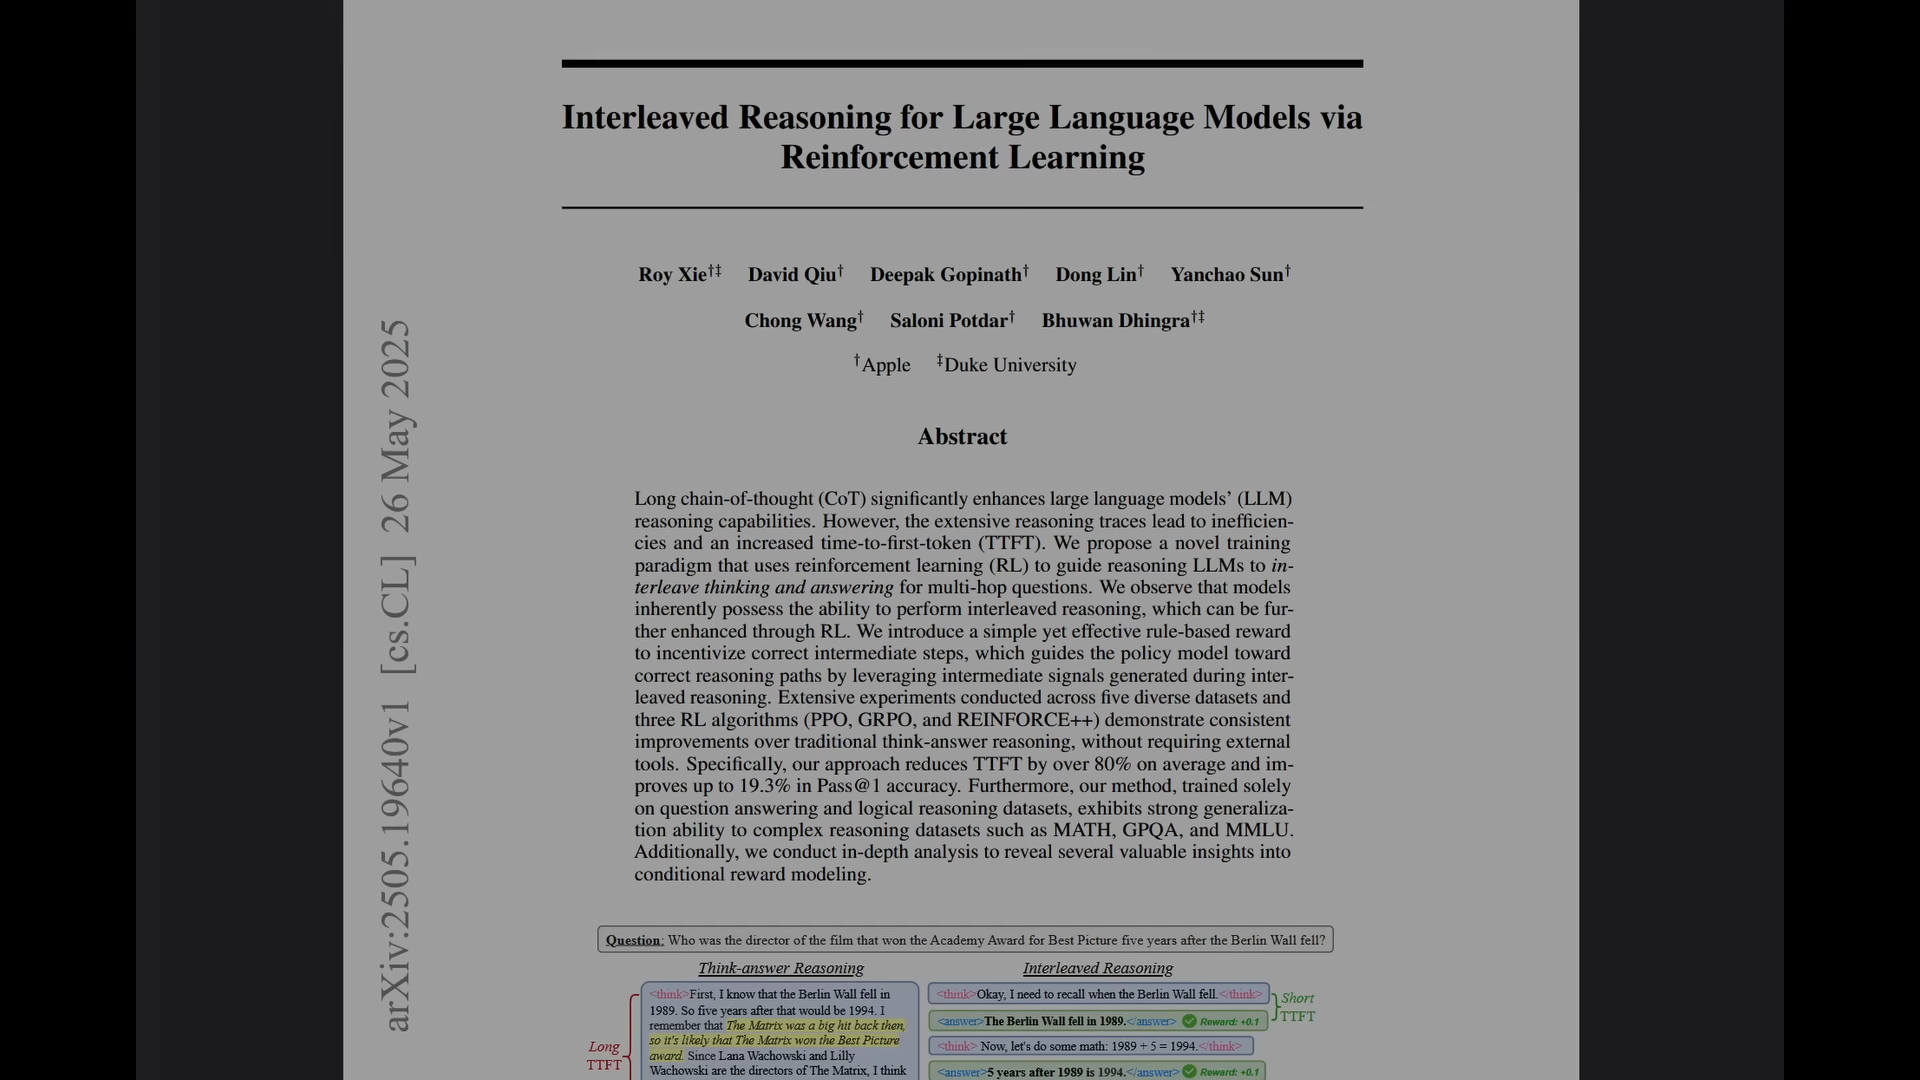 Interleaved Reasoning for Large Language Models via
Reinforcement Learning
Roy Xie†‡ David Qiu† Deepak Gopinath† Dong Lin† Yanchao Sun†
Chong Wang† Saloni Potdar† Bhuwan Dhingra†‡
†Apple ‡Duke University
arXiv:2505.19640v1 [cs.CL] 26 May 2025
Abstract
Long chain-of-thought (CoT) significantly enhances large language models' (LLM)
reasoning capabilities. However, the extensive reasoning traces lead to inefficien-
cies and an increased time-to-first-token (TTFT). We propose a novel training
paradigm that uses reinforcement learning (RL) to guide reasoning LLMs to in-
terleave thinking and answering for multi-hop questions. We observe that models
inherently possess the ability to perform interleaved reasoning, which can be fur-
ther enhanced through RL. We introduce a simple yet effective rule-based reward
to incentivize correct intermediate steps, which guides the policy model toward
correct reasoning paths by leveraging intermediate signals generated during inter-
leaved reasoning. Extensive experiments conducted across five diverse datasets and
three RL algorithms (PPO, GRPO, and REINFORCE++) demonstrate consistent
improvements over traditional think-answer reasoning, without requiring external
tools. Specifically, our approach reduces TTFT by over 80% on average and im-
proves up to 19.3% in Pass@1 accuracy. Furthermore, our method, trained solely
on question answering and logical reasoning datasets, exhibits strong generaliza-
tion ability to complex reasoning datasets such as MATH, GPQA, and MMLU.
Additionally, we conduct in-depth analysis to reveal several valuable insights into
conditional reward modeling.
Question: Who was the director of the film that won the Academy Award for Best Picture five years after the Berlin Wall fell?
Think-answer Reasoning
<think>First, I know that the Berlin Wall fell in
1989. So five years after that would be 1994. I
remember that The Matrix was a big hit back then,
so it's likely that The Matrix won the Best Picture
award. Since Lana Wachowski and Lilly
Wachowski are the directors of The Matrix, I think
Long
TTFT
Interleaved Reasoning
<think>Okay, I need to recall when the Berlin Wall fell.</think>
<answer>The Berlin Wall fell in 1989.</answer> Reward: +0.1
<think> Now, let's do some math: 1989 + 5 = 1994.</think>
<answer>5 years after 1989 is 1994.</answer> Reward: +0.1
Short
TTFT